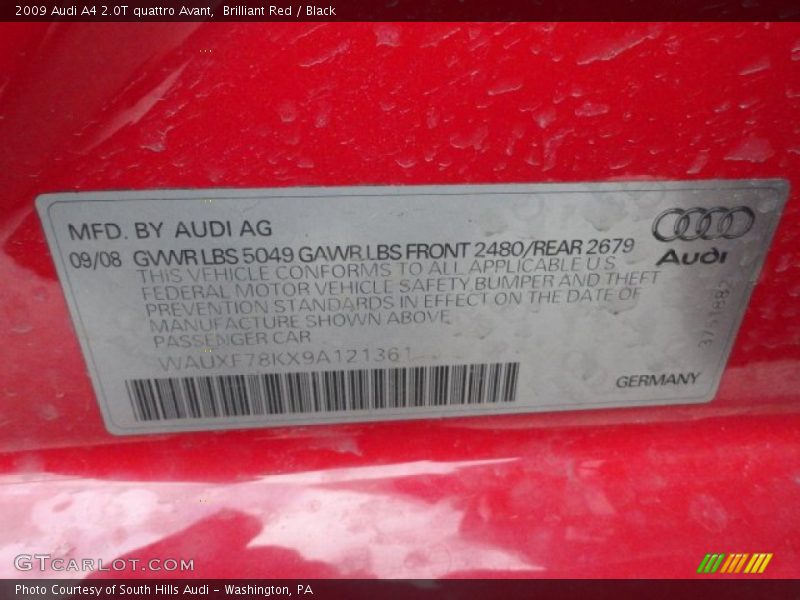 2009 Audi A4 2.0T quattro Avant, Brilliant Red / Black
MFD. BY AUDI AG
09/08 GVWR LBS 5049 GAWR.LBS FRONT 2480/REAR 2679
THIS VEHICLE CONFORMS TO ALL APPLICABLE U S
FEDERAL MOTOR VEHICLE SAFETY,BUMPER AND THEFT
PREVENTION STANDARDS IN EFFECT ON THE DATE OF
MANUFACTURE SHOWN ABOVE
PASSENGER CAR
WAUXF78KX9A121361
Audi
GERMANY
GTCARLOT.COM
Photo Courtesy of South Hills Audi - Washington, PA